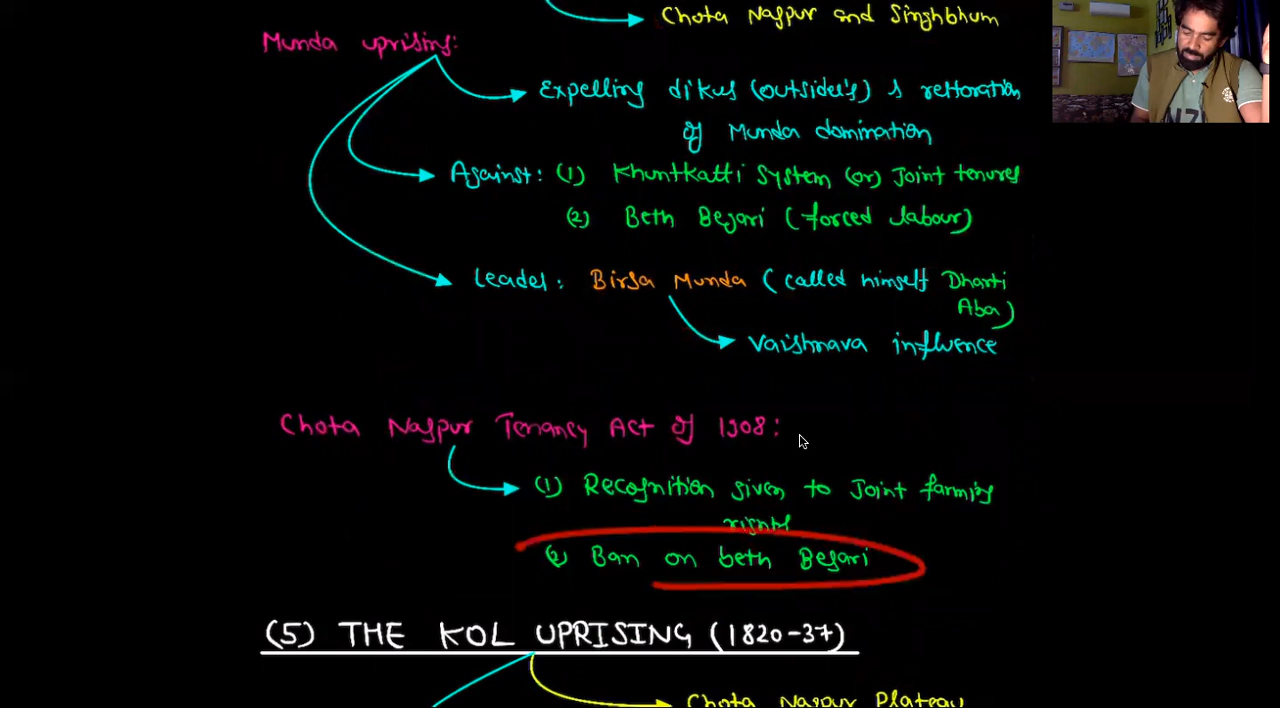 Chota Nagpur and Singhbhum
Munda uprising:
Expelling dikus (outsider's) & restoration
of Munda domination
Against: (1) Khuntkatti System (or) Joint tenures
(2) Beth Begari (forced labour)
Leader: Birsa Munda (called himself Dharti
Aba)
Vaishnava influence
Chota Nagpur Tenancy Act of 1908:
(1) Recognition given to Joint farming
rights
(2) Ban on beth Begari
(5) THE KOL UPRISING (1820-37)
Chota Nagpur Plateau